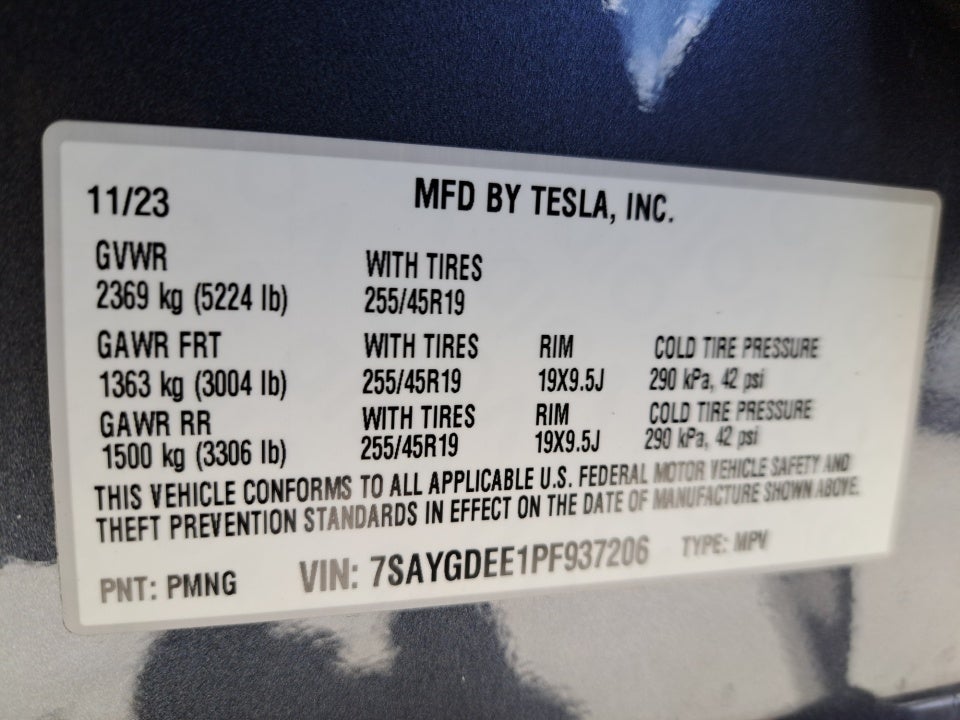 11/23 MFD BY TESLA, INC.
GVWR WITH TIRES
2369 kg (5224 lb) 255/45R19
GAWR FRT WITH TIRES RIM COLD TIRE PRESSURE
1363 kg (3004 lb) 255/45R19 19X9.5J 290 kPa, 42 psi
GAWR RR WITH TIRES RIM COLD TIRE PRESSURE
1500 kg (3306 lb) 255/45R19 19X9.5J 290 kPa, 42 psi
THIS VEHICLE CONFORMS TO ALL APPLICABLE U.S. FEDERAL MOTOR VEHICLE SAFETY AND
THEFT PREVENTION STANDARDS IN EFFECT ON THE DATE OF MANUFACTURE SHOWN ABOVE.
PNT: PMNG VIN: 7SAYGDEE1PF937206 TYPE: MPV